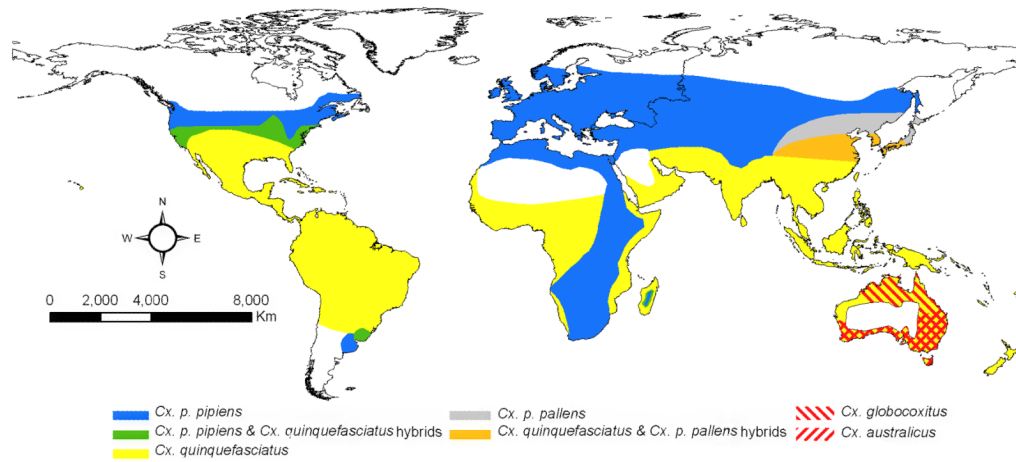 N
W E
S
0 2,000 4,000 8,000
Km
Cx. p. pipiens
Cx. p. pipiens & Cx. quinquefasciatus hybrids
Cx. quinquefasciatus
Cx. p. pallens
Cx. quinquefasciatus & Cx. p. pallens hybrids
Cx. globocoxitus
Cx. australicus